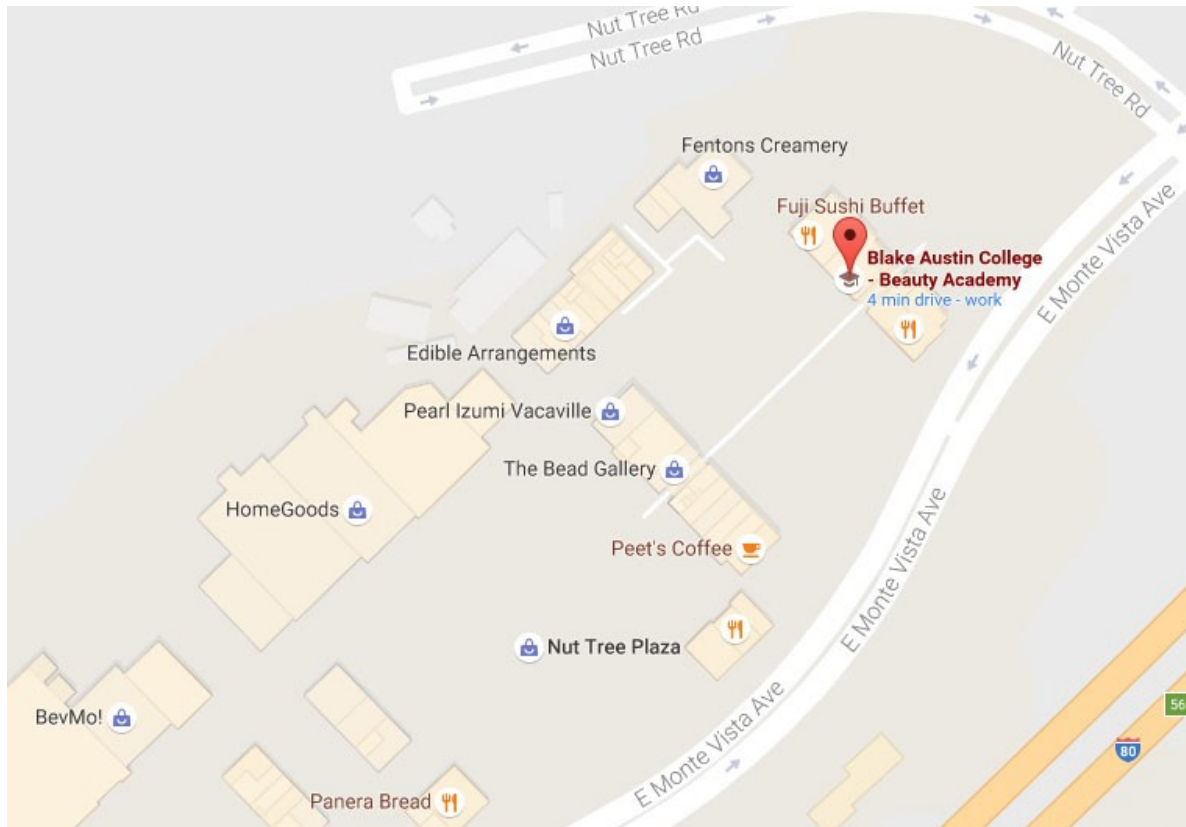 Nut Tree Rd
Nut Tree Rd
Nut Tree Rd
Fentons Creamery
Fuji Sushi Buffet
Blake Austin College
- Beauty Academy
4 min drive - work
E Monte Vista Ave
Edible Arrangements
Pearl Izumi Vacaville
The Bead Gallery
HomeGoods
Peet's Coffee
E Monte Vista Ave
Nut Tree Plaza
BevMo!
E Monte Vista Ave
56
80
Panera Bread